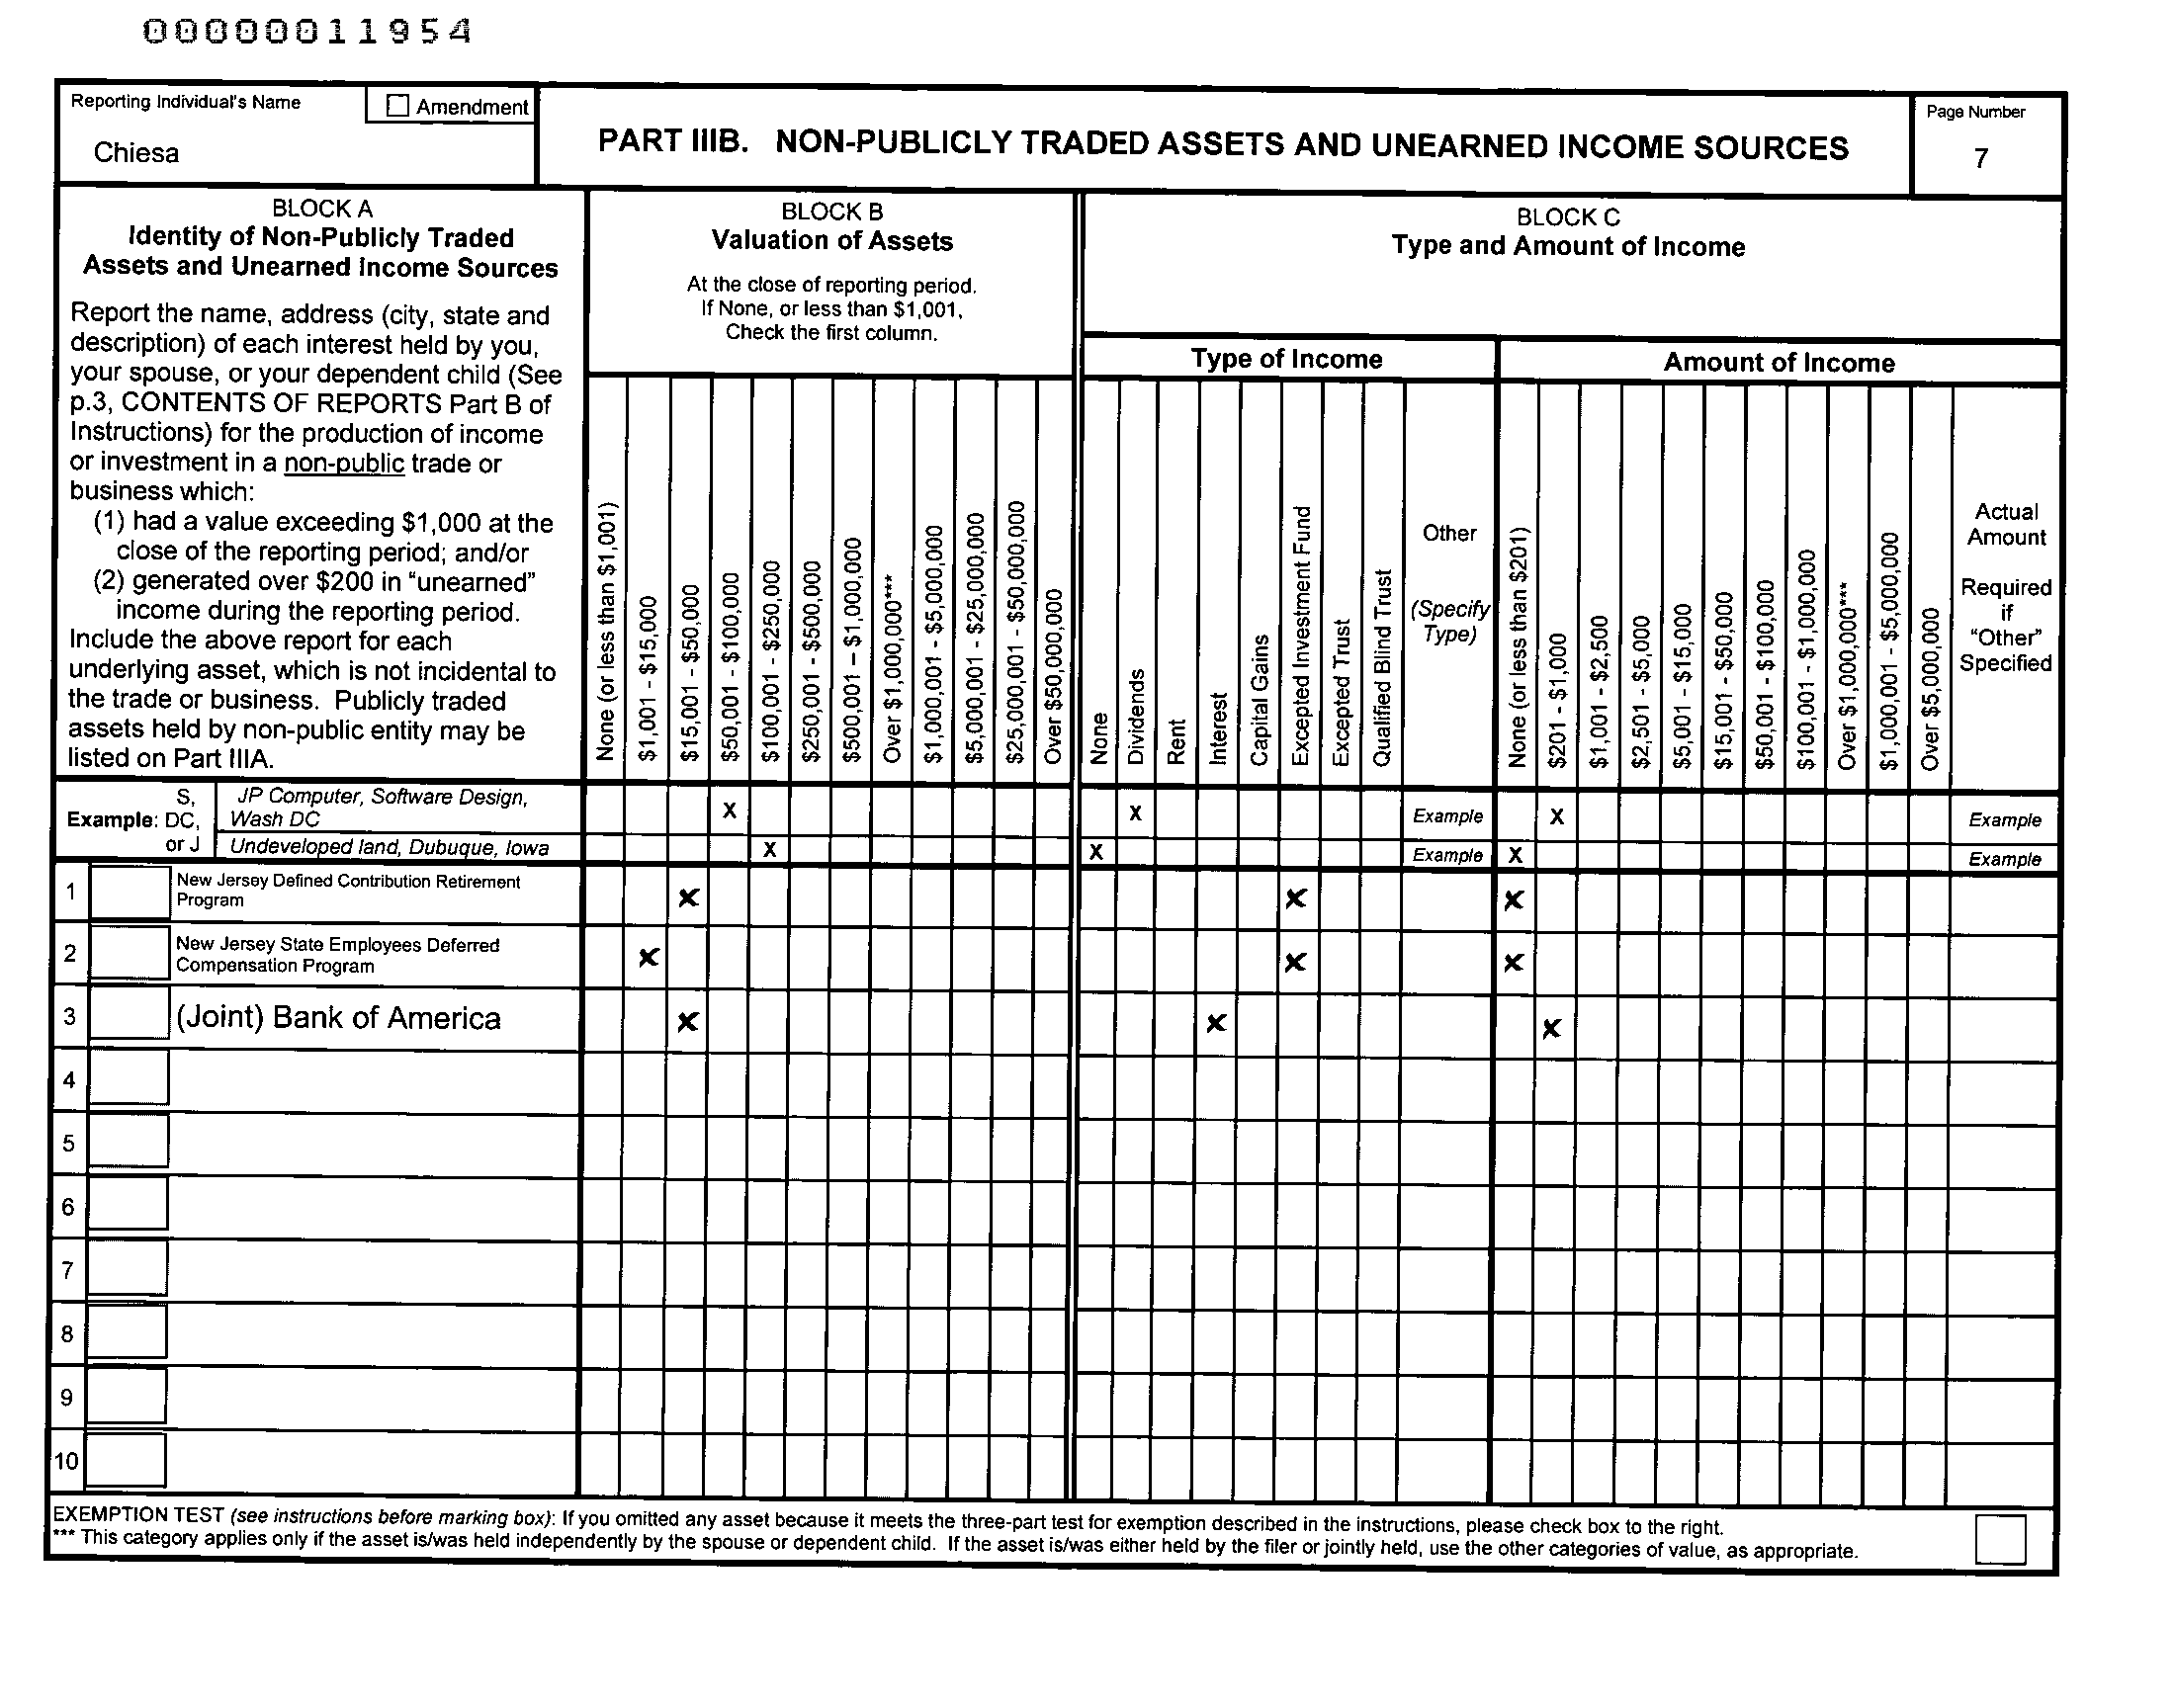 00000011954
Reporting Individual's Name
Amendment
Chiesa
PART IIIB. NON-PUBLICLY TRADED ASSETS AND UNEARNED INCOME SOURCES
Page Number
7
BLOCK A
Identity of Non-Publicly Traded
Assets and Unearned Income Sources
Report the name, address (city, state and
description) of each interest held by you,
your spouse, or your dependent child (See
p.3, CONTENTS OF REPORTS Part B of
Instructions) for the production of income
or investment in a non-public trade or
business which:
(1) had a value exceeding $1,000 at the
close of the reporting period; and/or
(2) generated over $200 in “unearned”
income during the reporting period.
Include the above report for each
underlying asset, which is not incidental to
the trade or business. Publicly traded
assets held by non-public entity may be
listed on Part IIIA.
BLOCK B
Valuation of Assets
At the close of reporting period.
If None, or less than $1,001,
Check the first column.
None (or less than $1,001)
$1,001 - $15,000
$15,001 - $50,000
$50,001 - $100,000
$100,001 - $250,000
$250,001 - $500,000
$500,001 – $1,000,000
Over $1,000,000***
$1,000,001 - $5,000,000
$5,000,001 - $25,000,000
$25,000,001 - $50,000,000
Over $50,000,000
BLOCK C
Type and Amount of Income
Type of Income
None
Dividends
Rent
Interest
Capital Gains
Excepted Investment Fund
Excepted Trust
Qualified Blind Trust
Other
(Specify
Type)
Amount of Income
None (or less than $201)
$201 - $1,000
$1,001 - $2,500
$2,501 - $5,000
$5,001 - $15,000
$15,001 - $50,000
$50,001 - $100,000
$100,001 - $1,000,000
Over $1,000,000***
$1,000,001 - $5,000,000
Over $5,000,000
Actual
Amount
Required
if
“Other”
Specified
Example: S, DC, or J
JP Computer, Software Design,
Wash DC X X Example X Example
Undeveloped land, Dubuque, Iowa X X Example X Example
1 New Jersey Defined Contribution Retirement
Program X X X
2 New Jersey State Employees Deferred
Compensation Program X X X
3 (Joint) Bank of America X X X
4
5
6
7
8
9
10
EXEMPTION TEST (see instructions before marking box): If you omitted any asset because it meets the three-part test for exemption described in the instructions, please check box to the right.
*** This category applies only if the asset is/was held independently by the spouse or dependent child. If the asset is/was either held by the filer or jointly held, use the other categories of value, as appropriate.